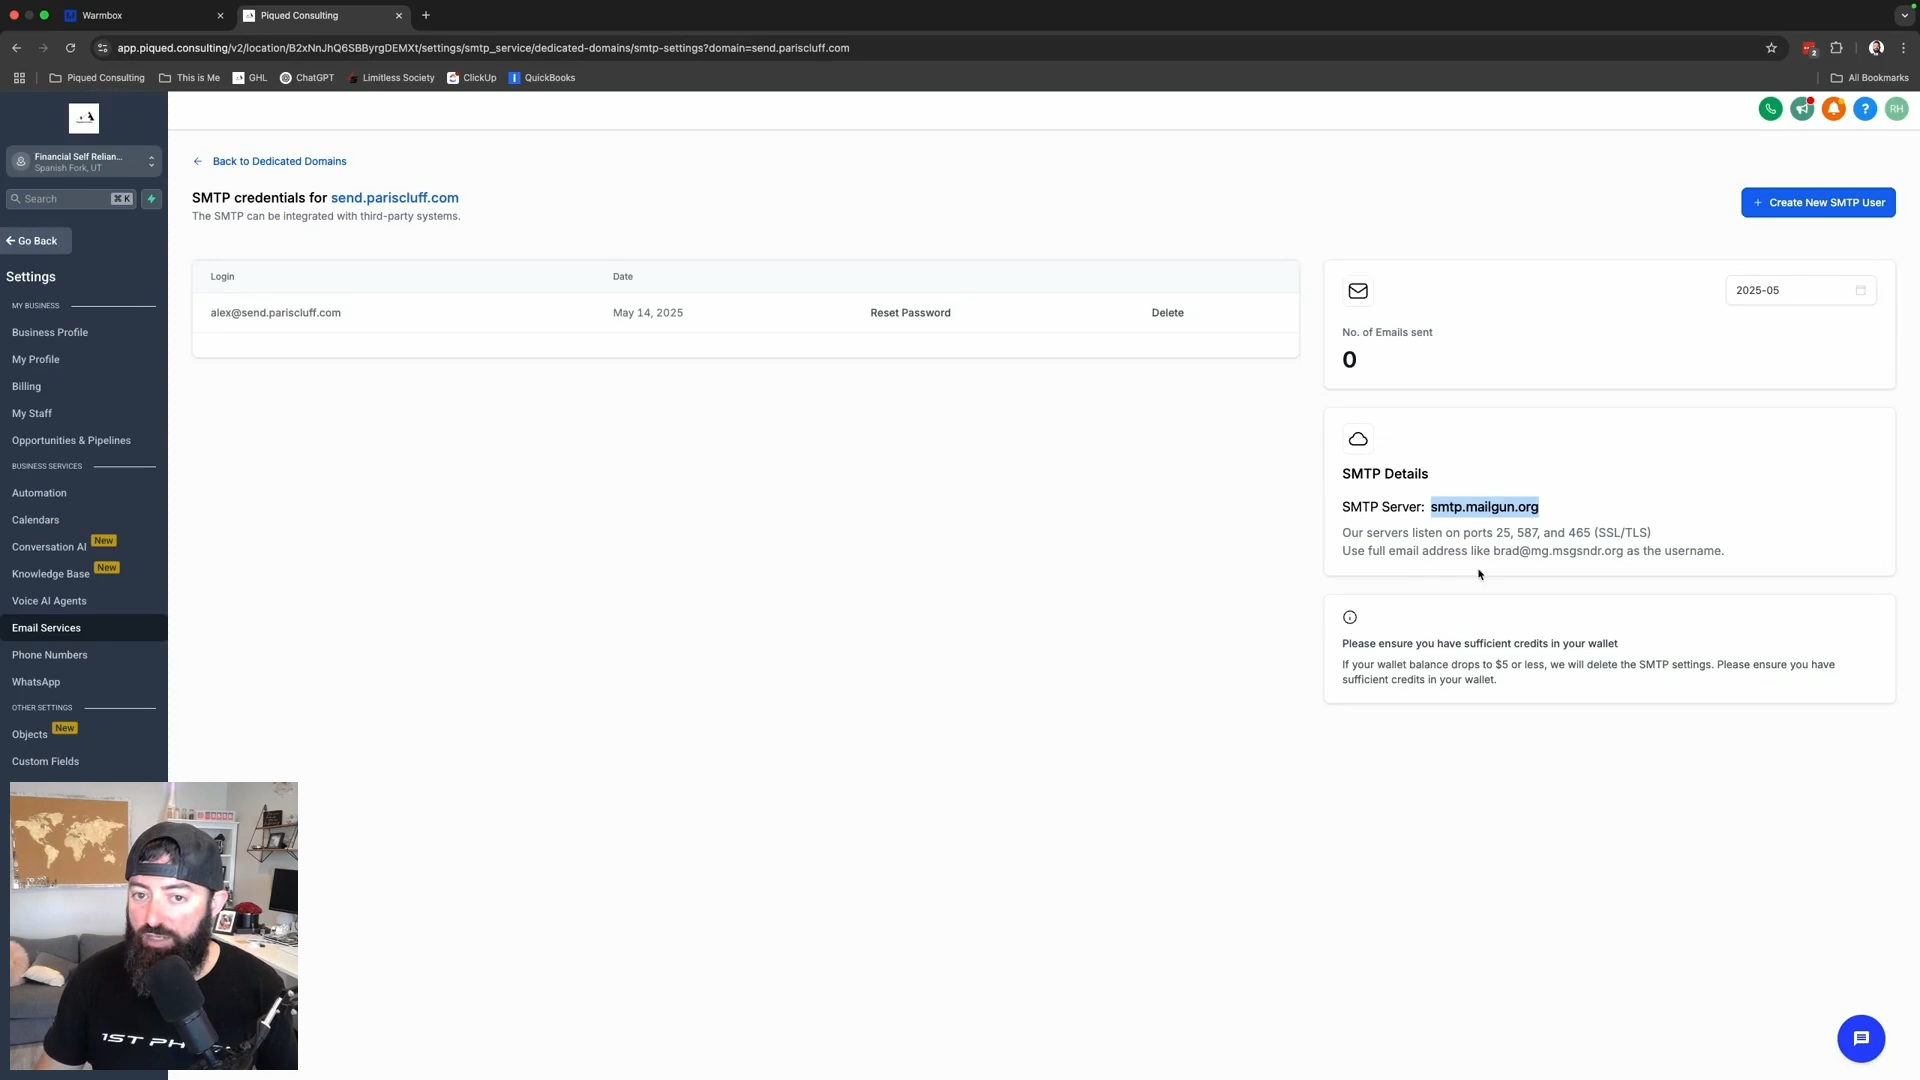 Warmbox
Piqued Consulting
app.piqued.consulting/v2/location/B2xNnJhQ6SBByrgDEMXt/settings/smtp_service/dedicated-domains/smtp-settings?domain=send.pariscluff.com
2
Piqued Consulting
This is Me
GHL
ChatGPT
Limitless Society
ClickUp
QuickBooks
All Bookmarks
RH
Financial Self Relian...
Spanish Fork, UT
Search
⌘ K
Go Back
Settings
MY BUSINESS
Business Profile
My Profile
Billing
My Staff
Opportunities & Pipelines
BUSINESS SERVICES
Automation
Calendars
Conversation AI New
Knowledge Base New
Voice AI Agents
Email Services
Phone Numbers
WhatsApp
OTHER SETTINGS
Objects New
Custom Fields
Back to Dedicated Domains
SMTP credentials for send.pariscluff.com
The SMTP can be integrated with third-party systems.
+ Create New SMTP User
Login Date
alex@send.pariscluff.com May 14, 2025 Reset Password Delete
2025-05
No. of Emails sent
0
SMTP Details
SMTP Server: smtp.mailgun.org
Our servers listen on ports 25, 587, and 465 (SSL/TLS)
Use full email address like brad@mg.msgsndr.org as the username.
Please ensure you have sufficient credits in your wallet
If your wallet balance drops to $5 or less, we will delete the SMTP settings. Please ensure you have
sufficient credits in your wallet.
1ST PH